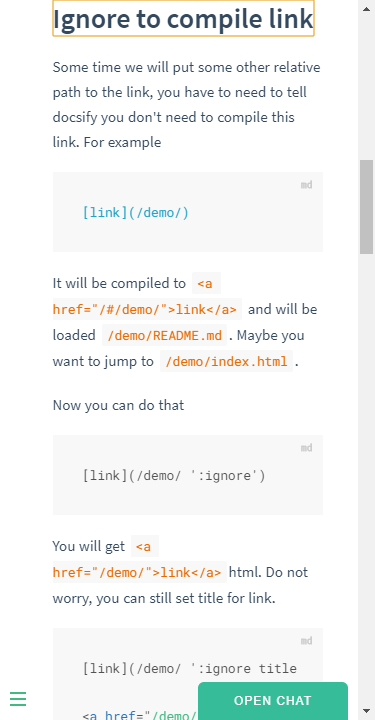 Ignore to compile link
Some time we will put some other relative
path to the link, you have to need to tell
docsify you don't need to compile this
link. For example
md
[link](/demo/)
It will be compiled to <a
href="/#/demo/">link</a> and will be
loaded /demo/README.md . Maybe you
want to jump to /demo/index.html .
Now you can do that
md
[link](/demo/ ':ignore')
You will get <a
href="/demo/">link</a> html. Do not
worry, you can still set title for link.
md
[link](/demo/ ':ignore title
<a href="/demo/
OPEN CHAT